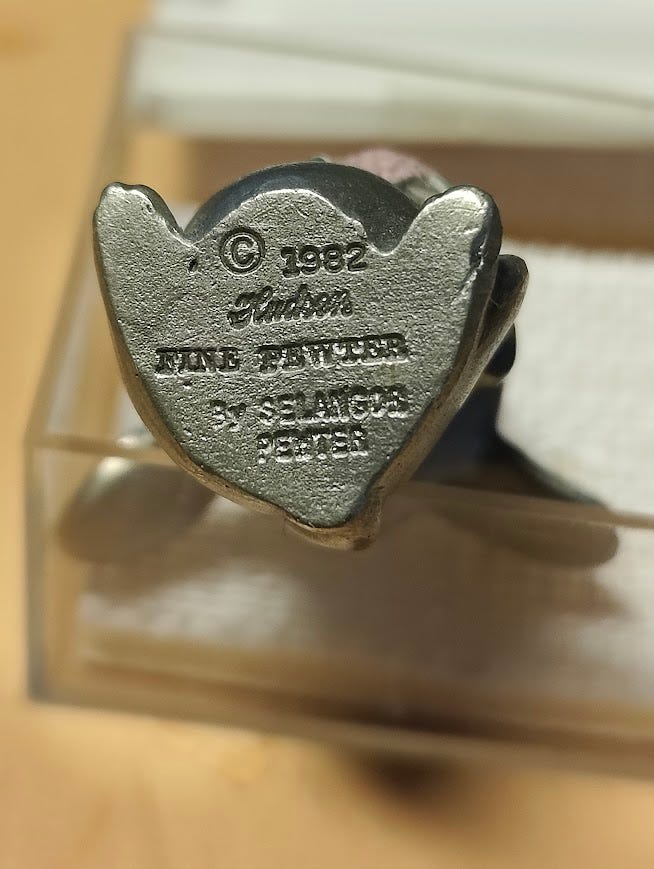 © 1982
Hudson
FINE PEWTER
By SELANGOR
PEWTER